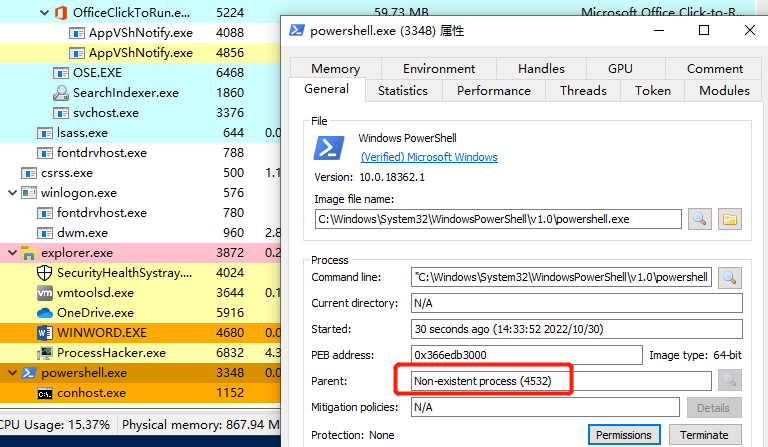 OfficeClickToRun.e... 5224 59.73 MB Microsoft Office Click-to-R...
AppVShNotify.exe 4088
AppVShNotify.exe 4856
OSE.EXE 6468
SearchIndexer.exe 1860
svchost.exe 3376
lsass.exe 644 0.0
fontdrvhost.exe 788
csrss.exe 500 1.1
winlogon.exe 576
fontdrvhost.exe 780
dwm.exe 960 2.8
explorer.exe 3872 0.2
SecurityHealthSystray.... 4024
vmtoolsd.exe 3644 0.1
OneDrive.exe 5916
WINWORD.EXE 4680 0.0
ProcessHacker.exe 6832 4.3
powershell.exe 3348 0.0
conhost.exe 1152
CPU Usage: 15.37% Physical memory: 867.94 M
powershell.exe (3348) 属性
Memory Environment Handles GPU Comment
General Statistics Performance Threads Token Modules
File
Windows PowerShell
(Verified) Microsoft Windows
Version: 10.0.18362.1
Image file name:
C:\Windows\System32\WindowsPowerShell\v1.0\powershell.exe
Process
Command line: "C:\Windows\System32\WindowsPowerShell\v1.0\powershell
Current directory: N/A
Started: 30 seconds ago (14:33:52 2022/10/30)
PEB address: 0x366edb3000 Image type: 64-bit
Parent: Non-existent process (4532)
Mitigation policies: N/A Details
Protection: None Permissions Terminate